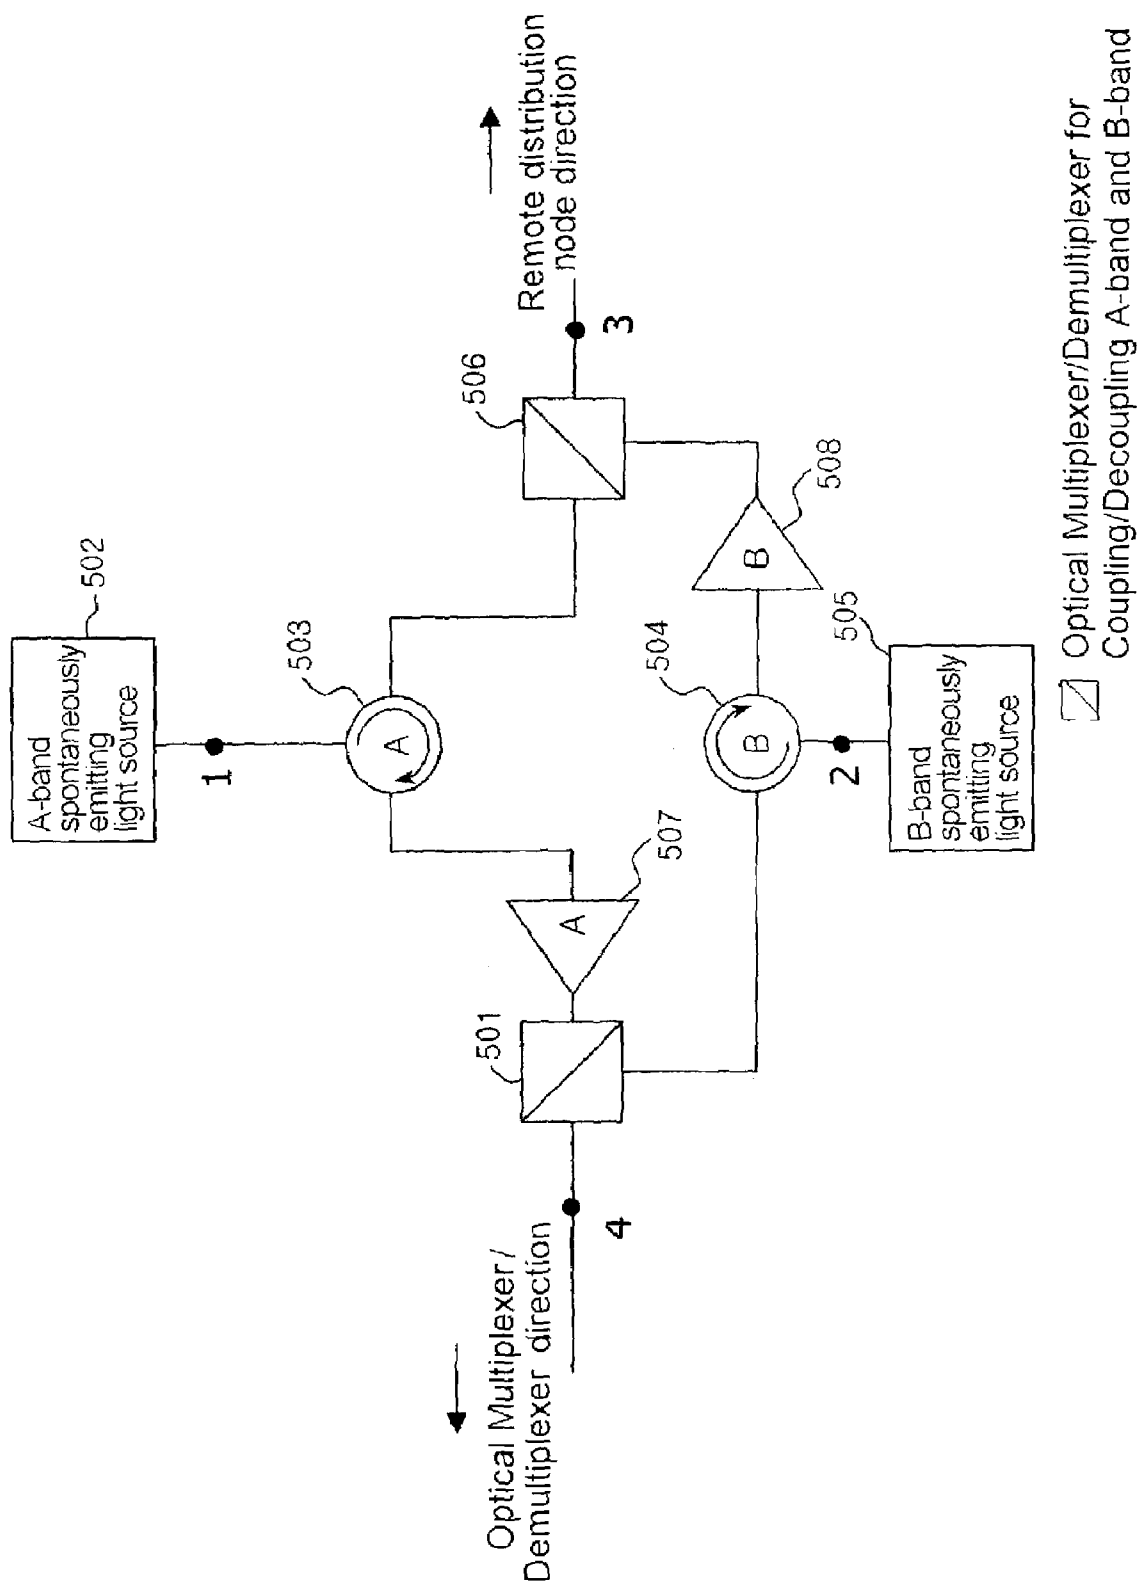 A-band
spontaneously
emitting
light source
502
1
503
A
Remote distribution
node direction
3
506
508
B
504
B
505
2
B-band
spontaneously
emitting
light source
507
A
501
4
Optical Multiplexer/
Demultiplexer direction
Optical Multiplexer/Demultiplexer for
Coupling/Decoupling A-band and B-band